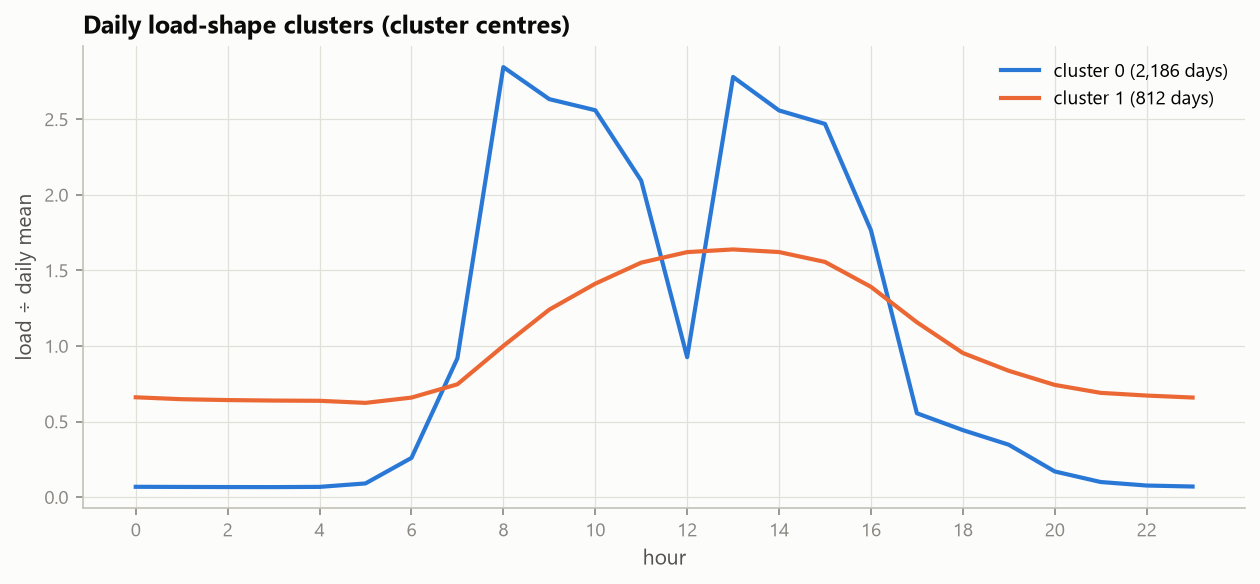 Daily load-shape clusters (cluster centres)
cluster 0 (2,186 days)
cluster 1 (812 days)
load ÷ daily mean
2.5
2.0
1.5
1.0
0.5
0.0
0 2 4 6 8 10 12 14 16 18 20 22
hour